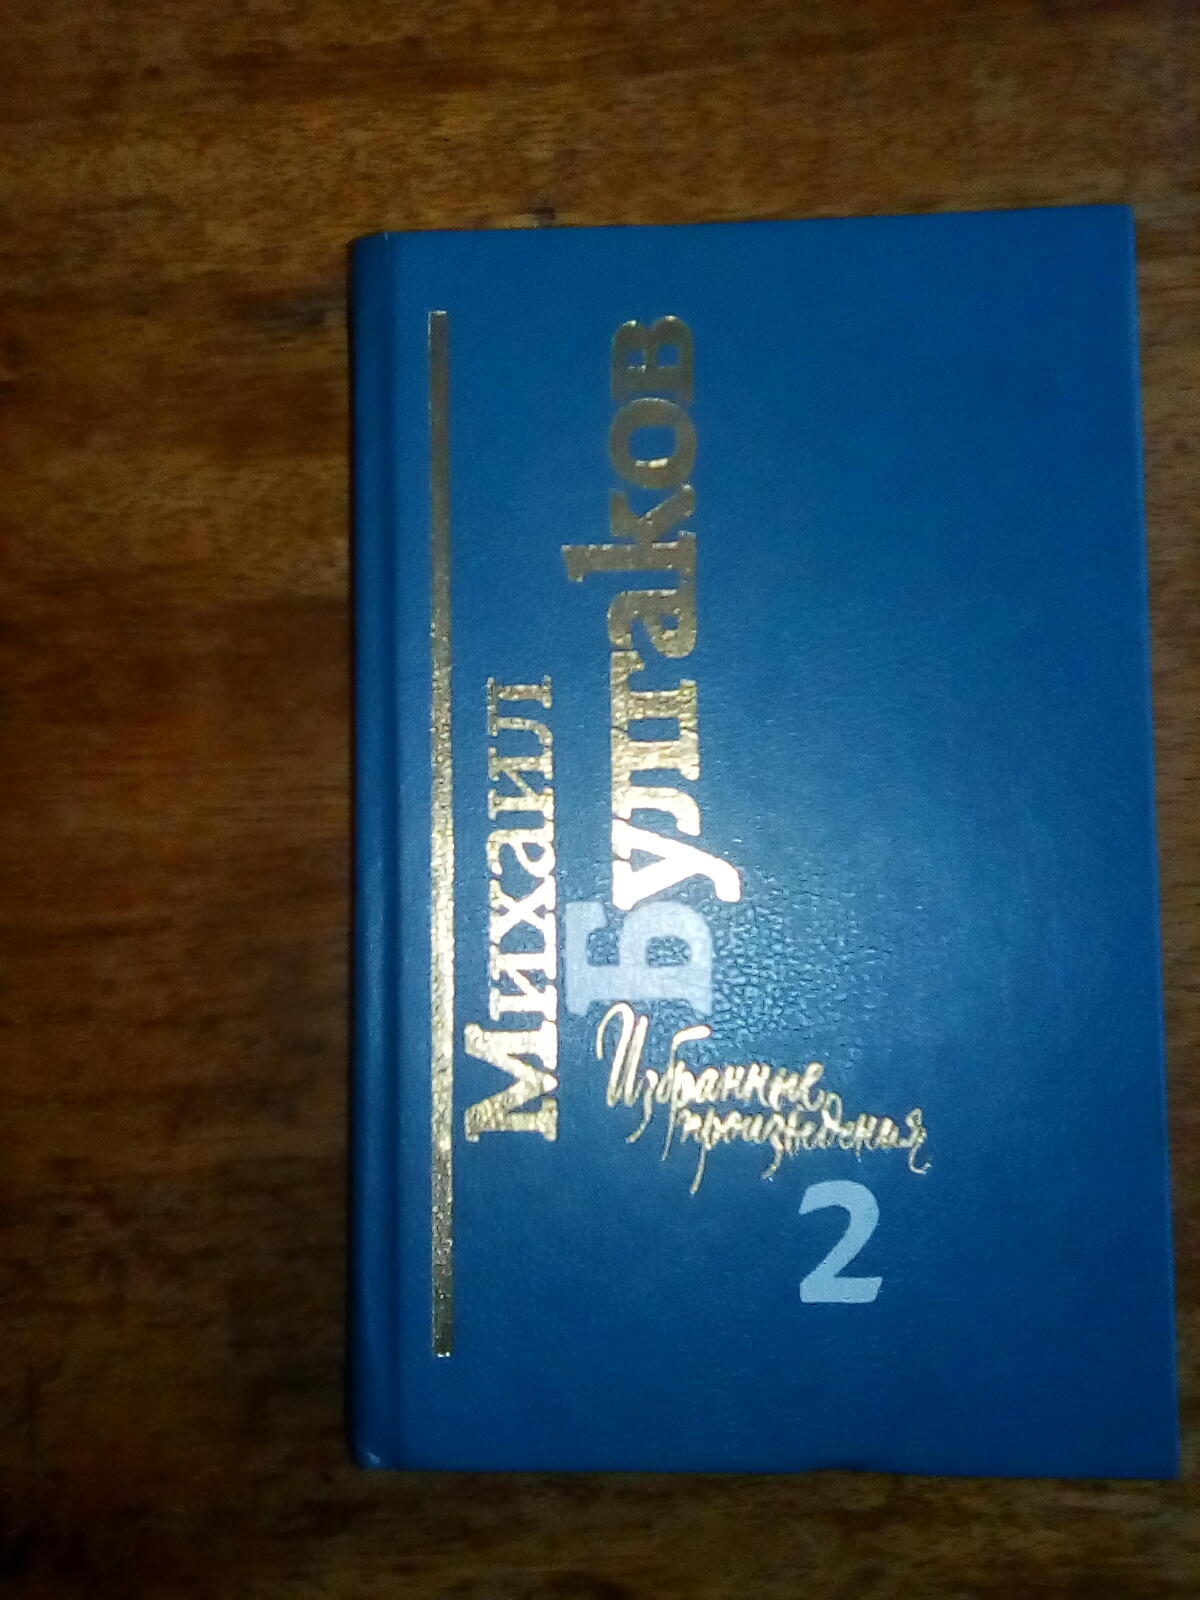 Михаил
Булгаков
Избранные
произведения
2